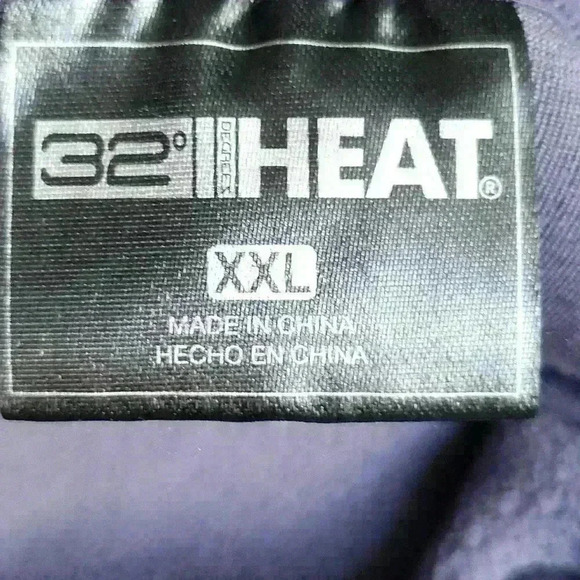 32° DEGREES HEAT®
XXL
MADE IN CHINA
HECHO EN CHINA